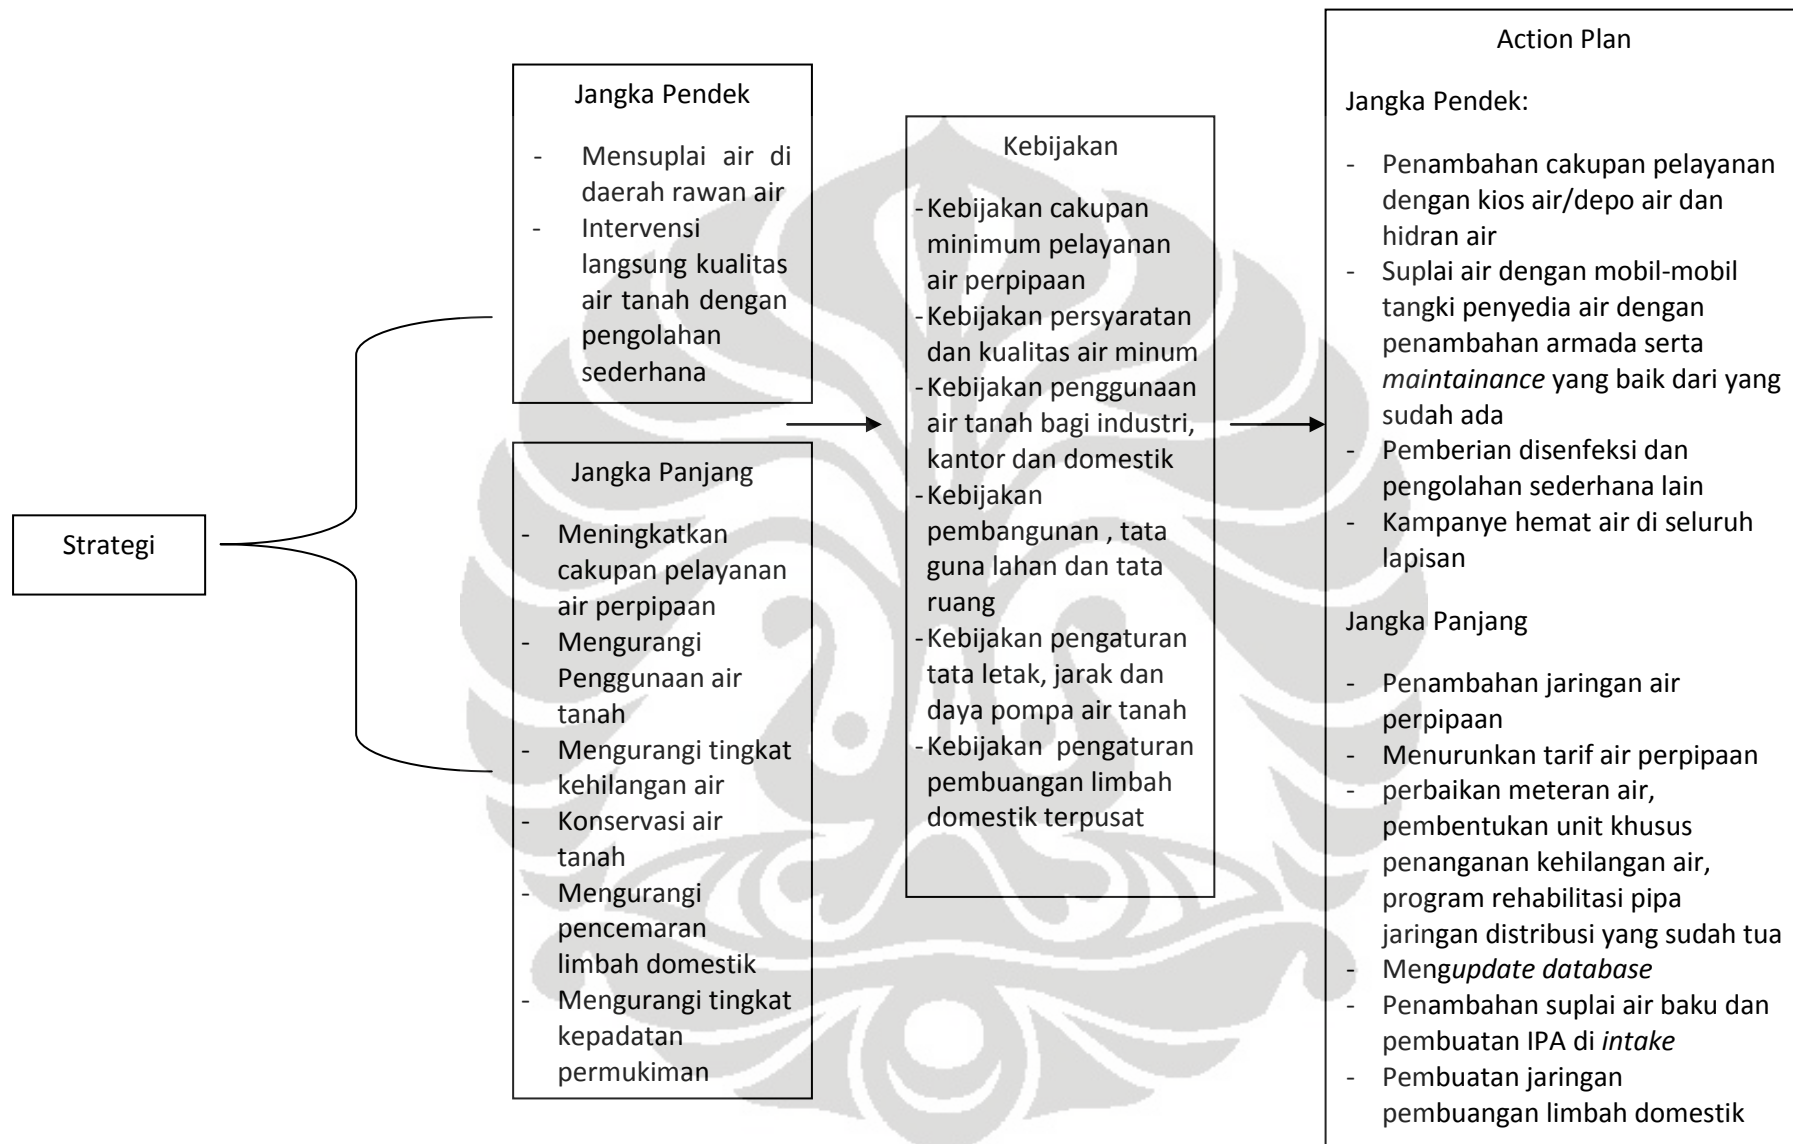 Strategi
Jangka Pendek
- Mensuplai air di
daerah rawan air
- Intervensi
langsung kualitas
air tanah dengan
pengolahan
sederhana
Jangka Panjang
- Meningkatkan
cakupan pelayanan
air perpipaan
- Mengurangi
Penggunaan air
tanah
- Mengurangi tingkat
kehilangan air
- Konservasi air
tanah
- Mengurangi
pencemaran
limbah domestik
- Mengurangi tingkat
kepadatan
permukiman
Kebijakan
-Kebijakan cakupan
minimum pelayanan
air perpipaan
-Kebijakan persyaratan
dan kualitas air minum
-Kebijakan penggunaan
air tanah bagi industri,
kantor dan domestik
-Kebijakan
pembangunan , tata
guna lahan dan tata
ruang
-Kebijakan pengaturan
tata letak, jarak dan
daya pompa air tanah
-Kebijakan pengaturan
pembuangan limbah
domestik terpusat
Action Plan
Jangka Pendek:
- Penambahan cakupan pelayanan
dengan kios air/depo air dan
hidran air
- Suplai air dengan mobil-mobil
tangki penyedia air dengan
penambahan armada serta
maintainance yang baik dari yang
sudah ada
- Pemberian disenfeksi dan
pengolahan sederhana lain
- Kampanye hemat air di seluruh
lapisan
Jangka Panjang
- Penambahan jaringan air
perpipaan
- Menurunkan tarif air perpipaan
- perbaikan meteran air,
pembentukan unit khusus
penanganan kehilangan air,
program rehabilitasi pipa
jaringan distribusi yang sudah tua
- Mengupdate database
- Penambahan suplai air baku dan
pembuatan IPA di intake
- Pembuatan jaringan
pembuangan limbah domestik